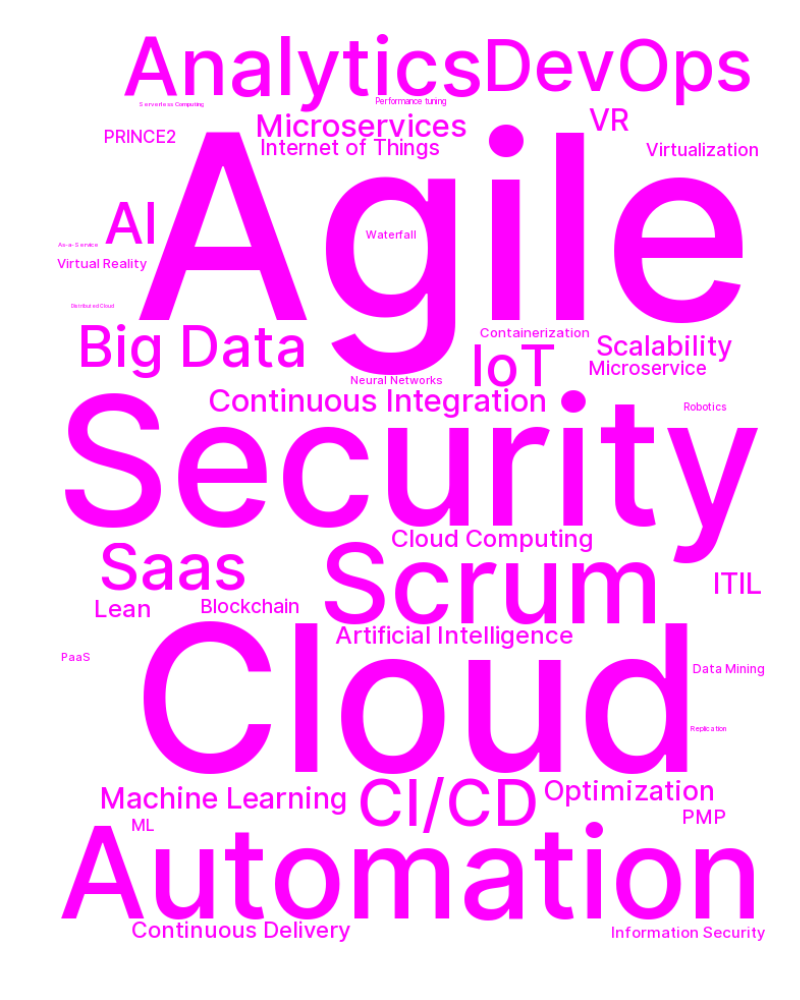 Analytics
DevOps
Serverless Computing
Performance tuning
Microservices
VR
PRINCE2
Internet of Things
Virtualization
Agile
AI
Waterfall
As-a- Service
Virtual Reality
Distributed Cloud
Big Data
Containerization
Scalability
IoT
Microservice
Neural Networks
Continuous Integration
Robotics
Security
Cloud Computing
Saas
Scrum
ITIL
Lean
Blockchain
Artificial Intelligence
Cloud
PaaS
Data Mining
Replication
Machine Learning
CI/CD
Optimization
ML
PMP
Automation
Continuous Delivery
Information Security